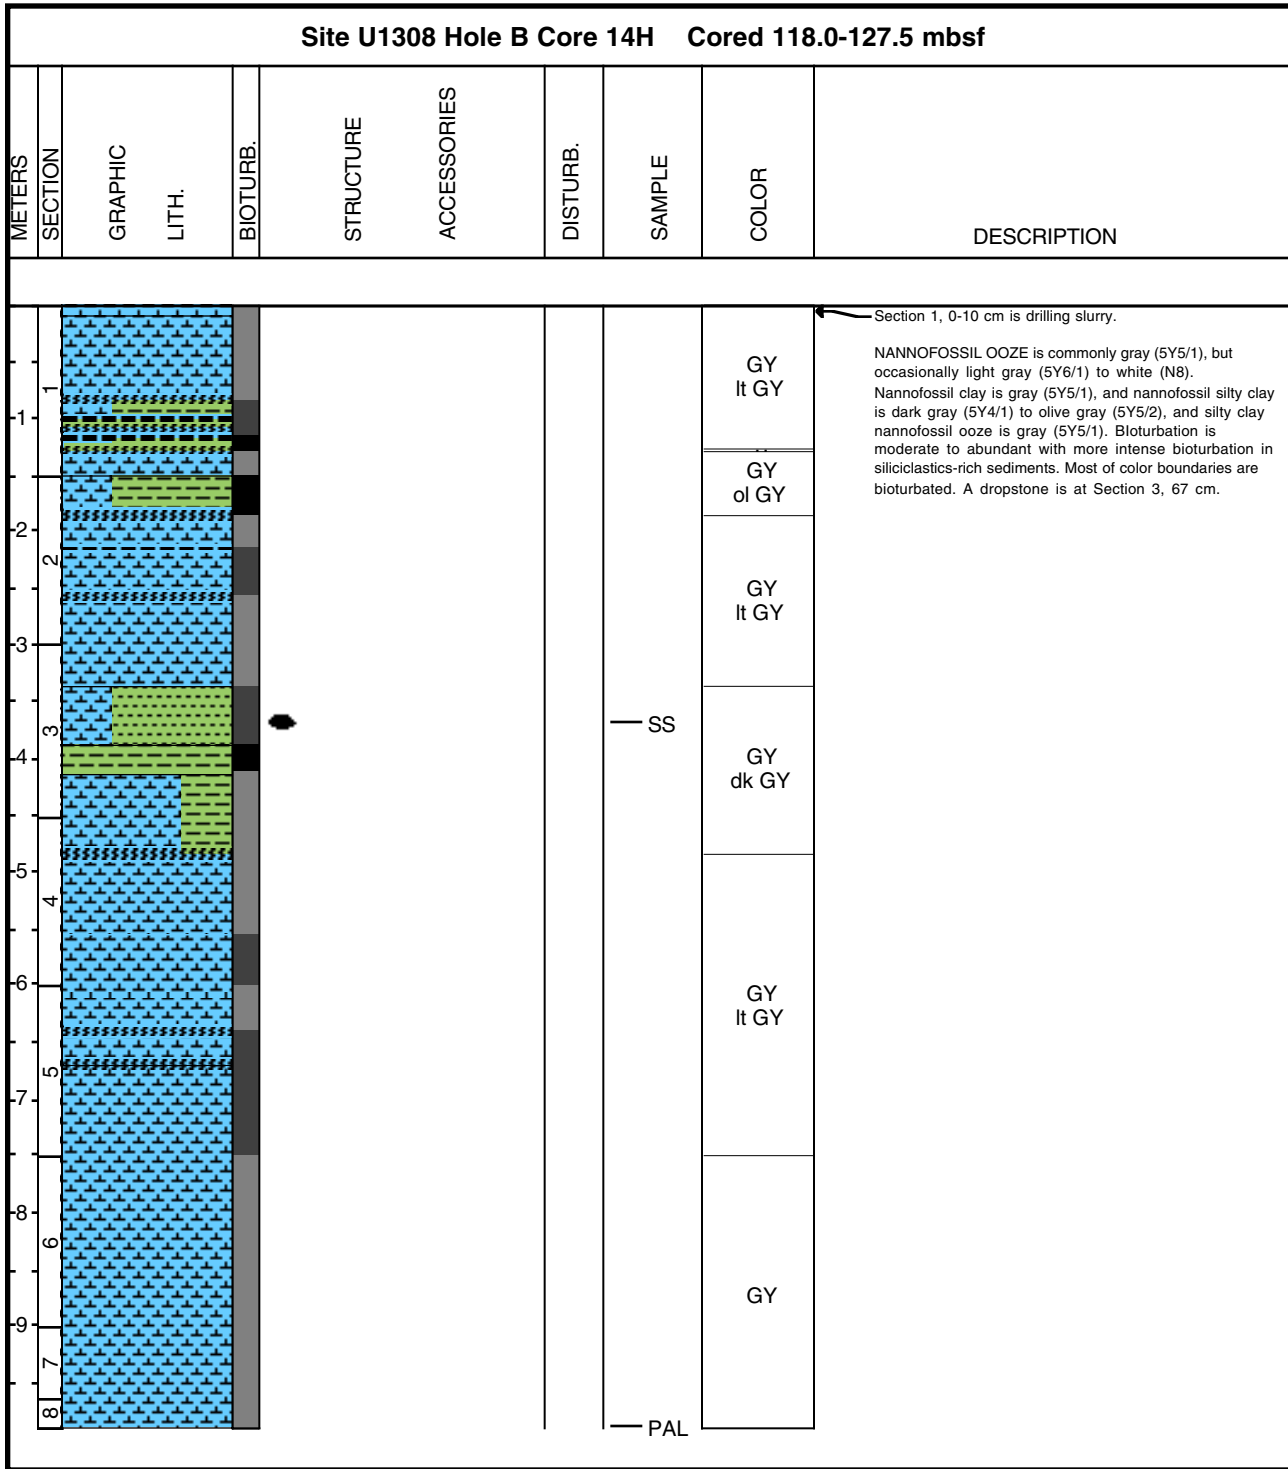 Site U1308 Hole B Core 14H Cored 118.0-127.5 mbsf
METERS
SECTION
GRAPHIC
LITH.
BIOTURB.
STRUCTURE
ACCESSORIES
DISTURB.
SAMPLE
COLOR
DESCRIPTION
Section 1, 0-10 cm is drilling slurry.
NANNOFOSSIL OOZE is commonly gray (5Y5/1), but
occasionally light gray (5Y6/1) to white (N8).
Nannofossil clay is gray (5Y5/1), and nannofossil silty clay
is dark gray (5Y4/1) to olive gray (5Y5/2), and silty clay
nannofossil ooze is gray (5Y5/1). BIoturbation is
moderate to abundant with more intense bioturbation in
siliciclastics-rich sediments. Most of color boundaries are
bioturbated. A dropstone is at Section 3, 67 cm.
1
GY
lt GY
1
GY
ol GY
2
2
GY
lt GY
3
3
SS
4
GY
dk GY
5
4
6
GY
lt GY
5
7
8
6
GY
9
7
8
PAL